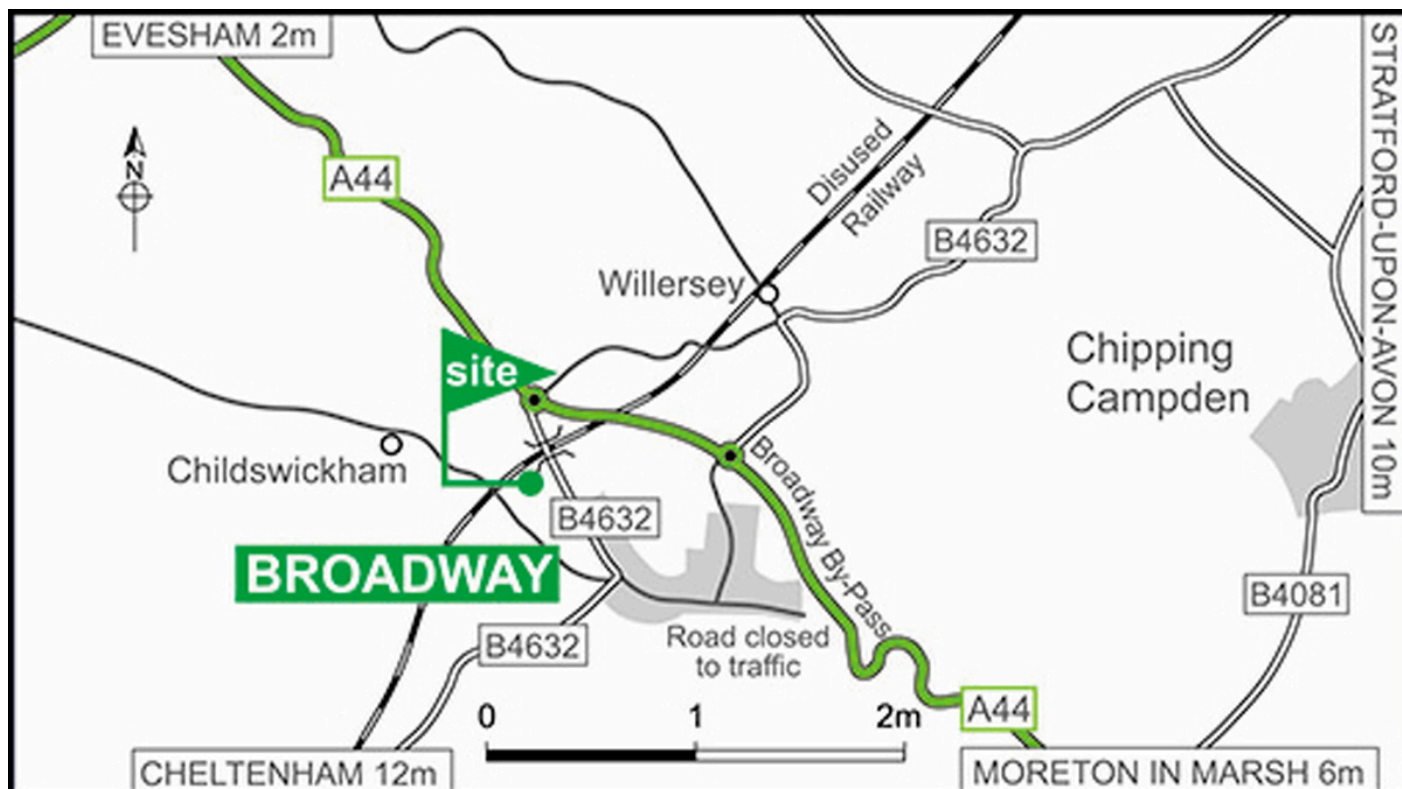 EVESHAM 2m
STRATFORD-UPON-AVON 10m
N
A44
Disused
Railway
B4632
Willersey
site
Chipping
Campden
Childswickham
Broadway By-Pass
B4632
BROADWAY
B4081
B4632
Road closed
to traffic
A44
0 1 2m
CHELTENHAM 12m
MORETON IN MARSH 6m